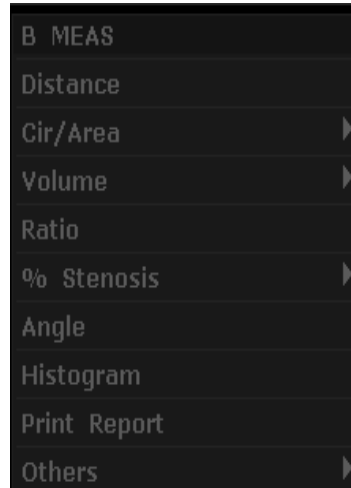 B MEAS
Distance
Cir/Area
Volume
Ratio
% Stenosis
Angle
Histogram
Print Report
Others